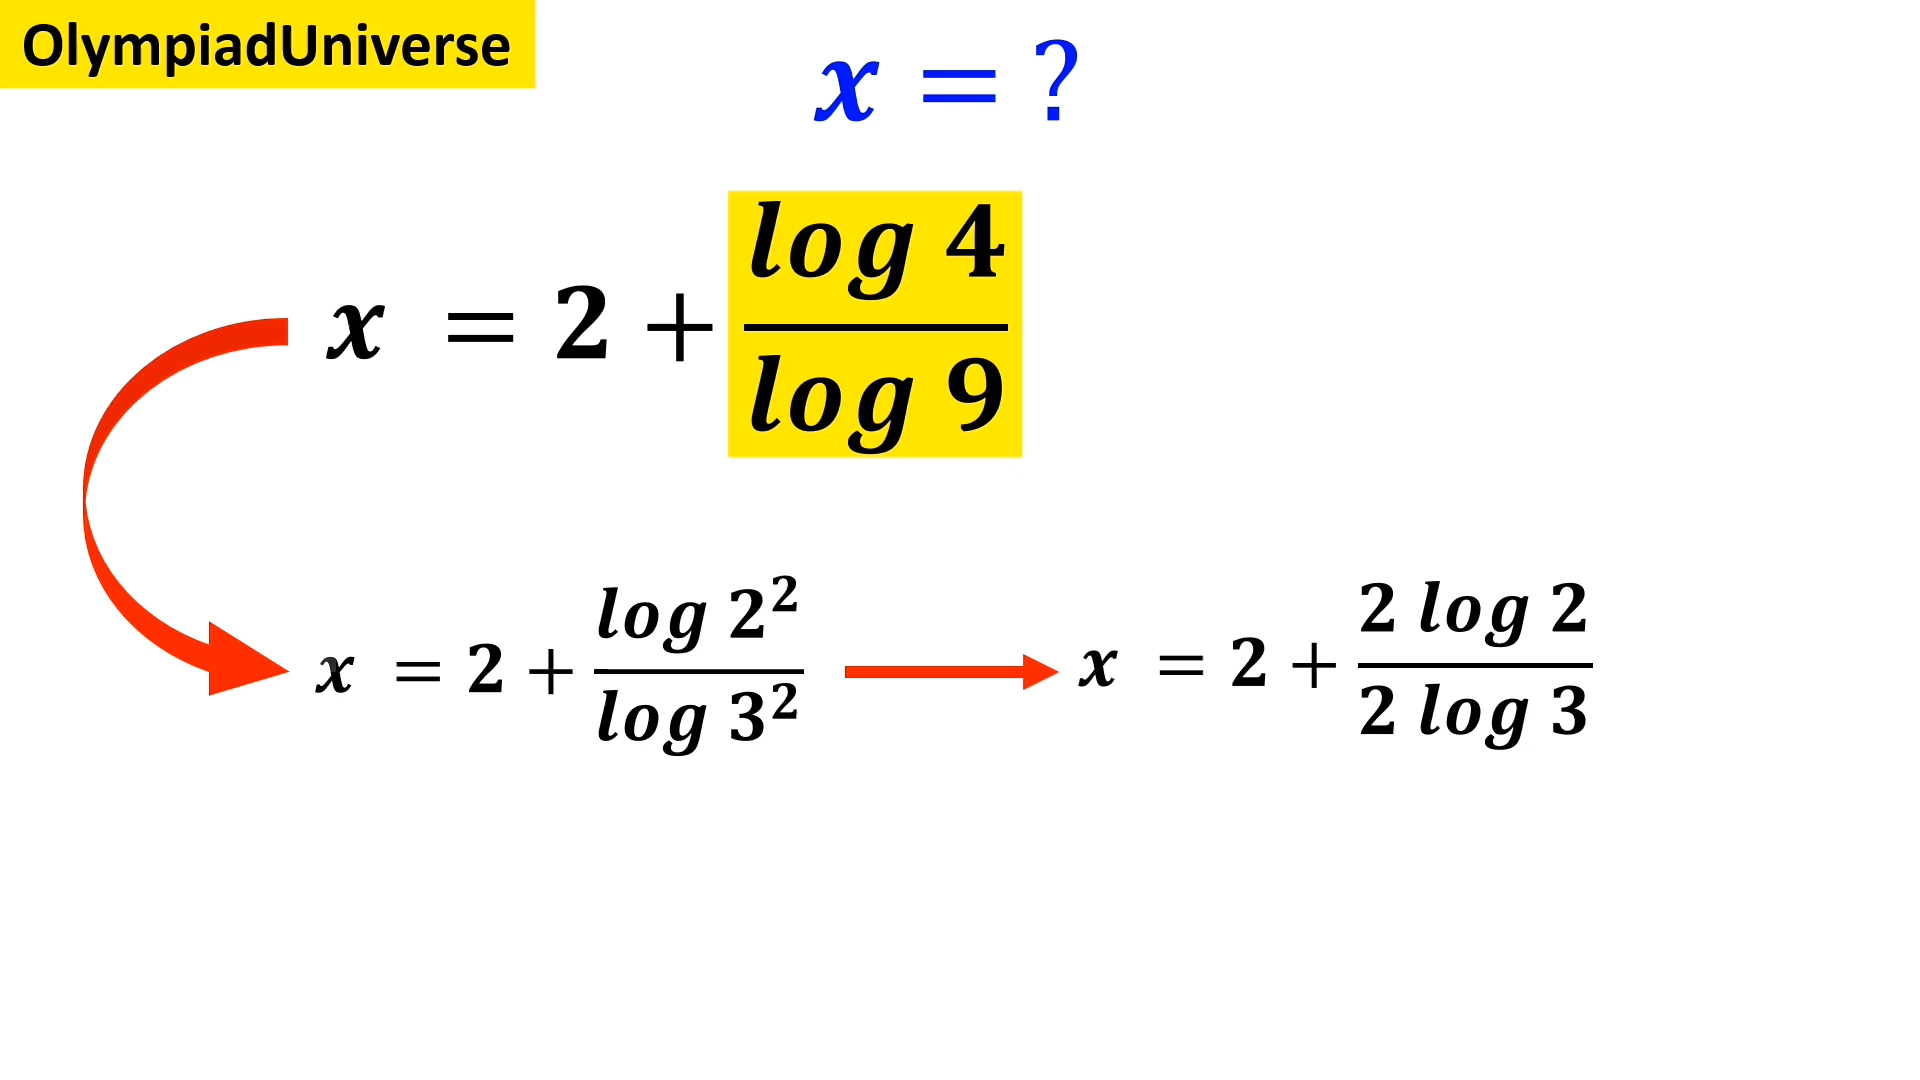 OlympiadUniverse
x = ?
x = 2 + log 4 / log 9
x = 2 + log 2² / log 3²
x = 2 + 2 log 2 / 2 log 3